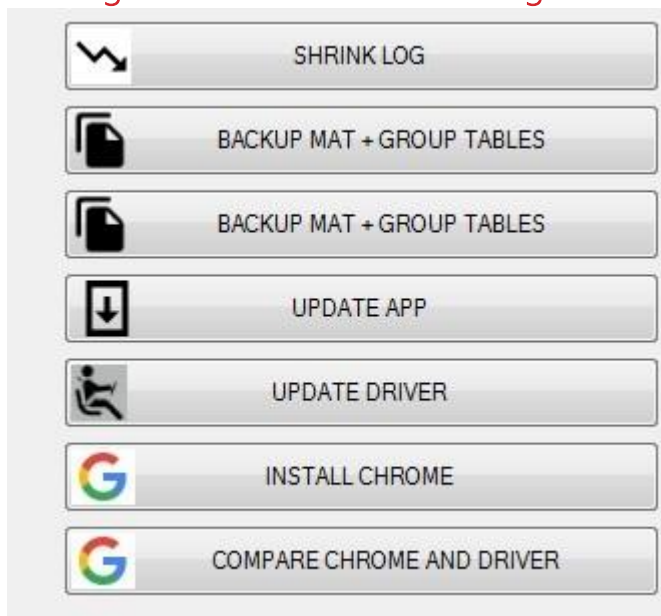 SHRINK LOG
BACKUP MAT + GROUP TABLES
BACKUP MAT + GROUP TABLES
UPDATE APP
UPDATE DRIVER
INSTALL CHROME
COMPARE CHROME AND DRIVER